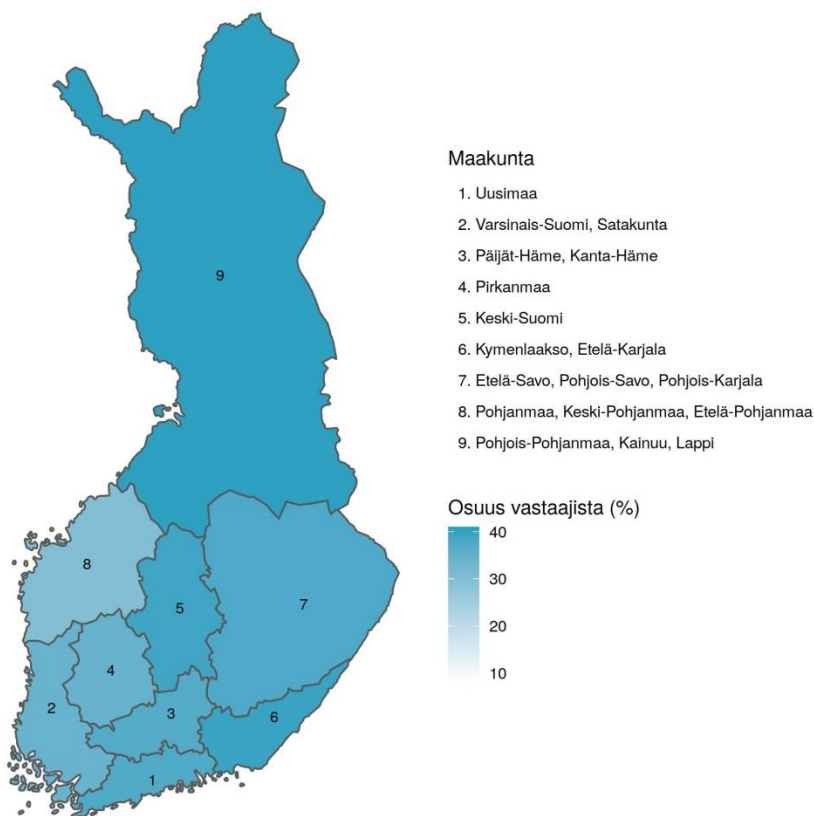 Maakunta
1. Uusimaa
2. Varsinais-Suomi, Satakunta
3. Päijät-Häme, Kanta-Häme
4. Pirkanmaa
5. Keski-Suomi
6. Kymenlaakso, Etelä-Karjala
7. Etelä-Savo, Pohjois-Savo, Pohjois-Karjala
8. Pohjanmaa, Keski-Pohjanmaa, Etelä-Pohjanmaa
9. Pohjois-Pohjanmaa, Kainuu, Lappi
Osuus vastaajista (%)
40
30
20
10
9
8
5
7
4
2
3
6
1